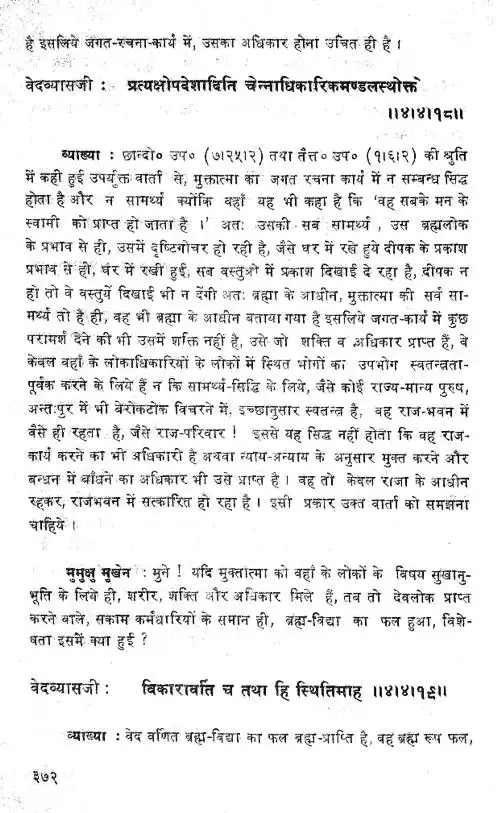 है इसलिये जगत-रचना-कार्य में, उसका अधिकार होना उचित ही है ।
वेदव्यासजी : प्रत्यक्षोपदेशादिति चेन्नाधिकारिकमण्डलस्थोक्तेः
॥४।४।१८॥
व्याख्या : छान्दो० उप० (७।२५।२) तथा तैत्त० उप० (१।६।२) की श्रुति
में कही हुई उपर्युक्त वार्ता से, मुक्तात्मा का जगत रचना कार्य में न सम्बन्ध सिद्ध
होता है और न सामर्थ्य क्योंकि वहाँ यह भी कहा है कि 'वह सबके मन के
स्वामी को प्राप्त हो जाता है ।' अतः उसकी सब सामर्थ्य, उस ब्रह्मलोक
के प्रभाव से ही, उसमें दृष्टिगोचर हो रही है, जैसे घर में रखे हुये दीपक के प्रकाश
प्रभाव से ही, घर में रखी हुई, सब वस्तुओं में प्रकाश दिखाई दे रहा है, दीपक न
हो तो वे वस्तुयें दिखाई भी न देंगी अतः ब्रह्मा के आधीन, मुक्तात्मा की सर्व सा-
मर्थ्य तो है ही, वह भी ब्रह्मा के आधीन बताया गया है इसलिये जगत-कार्य में कुछ
परामर्श देने की भी उसमें शक्ति नहीं है, उसे जो शक्ति व अधिकार प्राप्त हैं, वे
केवल वहाँ के लोकाधिकारियों के लोकों में स्थित भोगों का उपभोग स्वतन्त्रता-
पूर्वक करने के लिये हैं न कि सामर्थ्य-सिद्धि के लिये, जैसे कोई राज्य-मान्य पुरुष,
अन्तःपुर में भी बेरोकटोक विचरने में, इच्छानुसार स्वतन्त्र है, वह राज-भवन में
वैसे ही रहता है, जैसे राज-परिवार ! इससे यह सिद्ध नहीं होता कि वह राज-
कार्य करने का भी अधिकारी है अथवा न्याय-अन्याय के अनुसार मुक्त करने और
बन्धन में बाँधने का अधिकार भी उसे प्राप्त है । वह तो केवल राजा के आधीन
रहकर, राजभवन में सत्कारित हो रहा है । इसी प्रकार उक्त वार्ता को समझना
चाहिये ।
मुमुक्षु मुखेन : मुने ! यदि मुक्तात्मा को वहाँ के लोकों के विषय सुखानु-
भूति के लिये ही, शरीर, शक्ति और अधिकार मिले हैं, तब तो देवलोक प्राप्त
करने वाले, सकाम कर्मधारियों के समान ही, ब्रह्म-विद्या का फल हुआ, विशे-
षता इसमें क्या हुई ?
वेदव्यासजी : विकारावर्ति च तथा हि स्थितिमाह ॥४।४।१९॥
व्याख्या : वेद वर्णित ब्रह्म-विद्या का फल ब्रह्म-प्राप्ति है, वह ब्रह्म रूप फल,
३७२